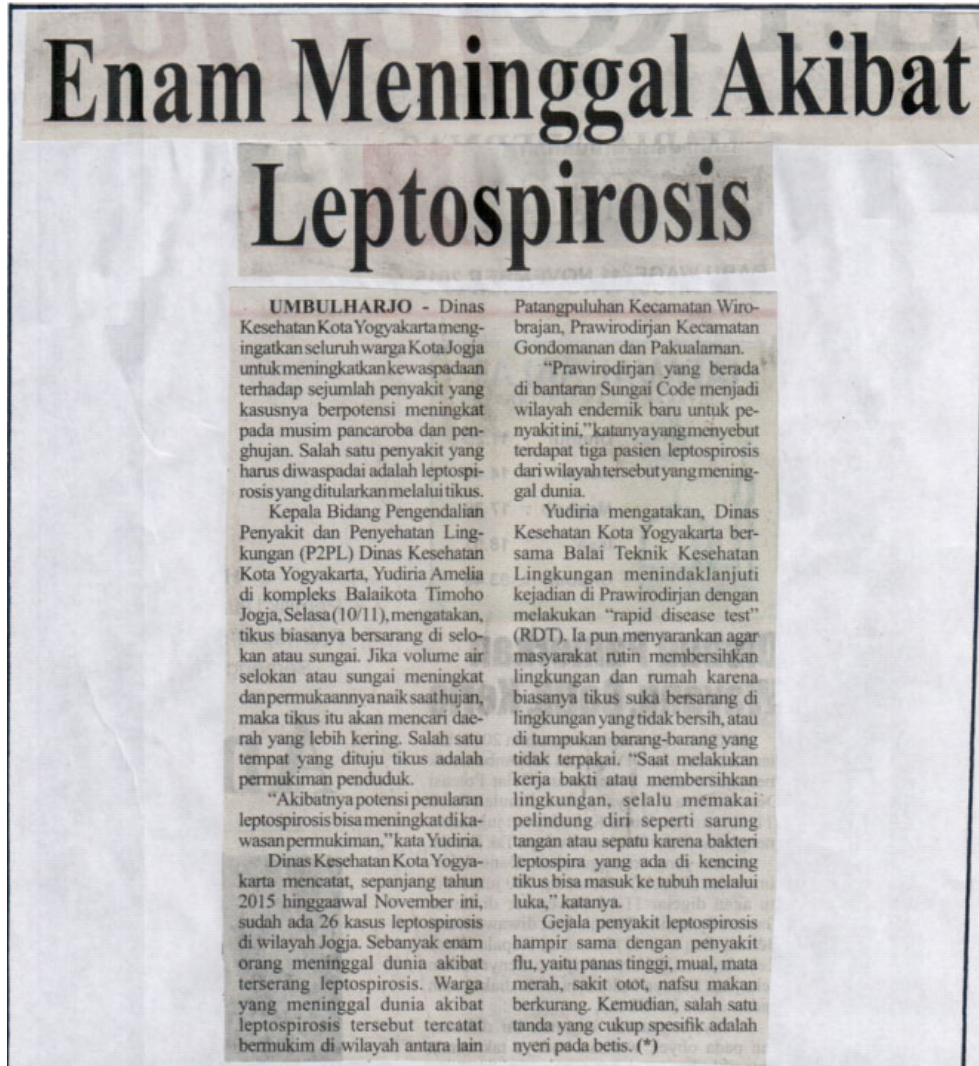 Enam Meninggal Akibat
Leptospirosis
UMBULHARJO - Dinas
Kesehatan Kota Yogyakarta meng-
ingatkan seluruh warga Kota Jogja
untuk meningkatkan kewaspadaan
terhadap sejumlah penyakit yang
kasusnya berpotensi meningkat
pada musim pancaroba dan pen-
ghujan. Salah satu penyakit yang
harus diwaspadai adalah leptospi-
rosis yang ditularkan melalui tikus.
Kepala Bidang Pengendalian
Penyakit dan Penyehatan Ling-
kungan (P2PL) Dinas Kesehatan
Kota Yogyakarta, Yudiria Amelia
di kompleks Balaikota Timoho
Jogja, Selasa (10/11), mengatakan,
tikus biasanya bersarang di selo-
kan atau sungai. Jika volume air
selokan atau sungai meningkat
dan permukaannya naik saat hujan,
maka tikus itu akan mencari dae-
rah yang lebih kering. Salah satu
tempat yang dituju tikus adalah
permukiman penduduk.
“Akibatnya potensi penularan
leptospirosis bisa meningkat di ka-
wasan permukiman,” kata Yudiria.
Dinas Kesehatan Kota Yogya-
karta mencatat, sepanjang tahun
2015 hinggaawal November ini,
sudah ada 26 kasus leptospirosis
di wilayah Jogja. Sebanyak enam
orang meninggal dunia akibat
terserang leptospirosis. Warga
yang meninggal dunia akibat
leptospirosis tersebut tercatat
bermukim di wilayah antara lain
Patangpuluhan Kecamatan Wiro-
brajan, Prawirodirjan Kecamatan
Gondomanan dan Pakualaman.
“Prawirodirjan yang berada
di bantaran Sungai Code menjadi
wilayah endemik baru untuk pe-
nyakit ini,” katanya yang menyebut
terdapat tiga pasien leptospirosis
dari wilayah tersebut yang mening-
gal dunia.
Yudiria mengatakan, Dinas
Kesehatan Kota Yogyakarta ber-
sama Balai Teknik Kesehatan
Lingkungan menindaklanjuti
kejadian di Prawirodirjan dengan
melakukan “rapid disease test”
(RDT). Ia pun menyarankan agar
masyarakat rutin membersihkan
lingkungan dan rumah karena
biasanya tikus suka bersarang di
lingkungan yang tidak bersih, atau
di tumpukan barang-barang yang
tidak terpakai. “Saat melakukan
kerja bakti atau membersihkan
lingkungan, selalu memakai
pelindung diri seperti sarung
tangan atau sepatu karena bakteri
leptospira yang ada di kencing
tikus bisa masuk ke tubuh melalui
luka,” katanya.
Gejala penyakit leptospirosis
hampir sama dengan penyakit
flu, yaitu panas tinggi, mual, mata
merah, sakit otot, nafsu makan
berkurang. Kemudian, salah satu
tanda yang cukup spesifik adalah
nyeri pada betis. (*)